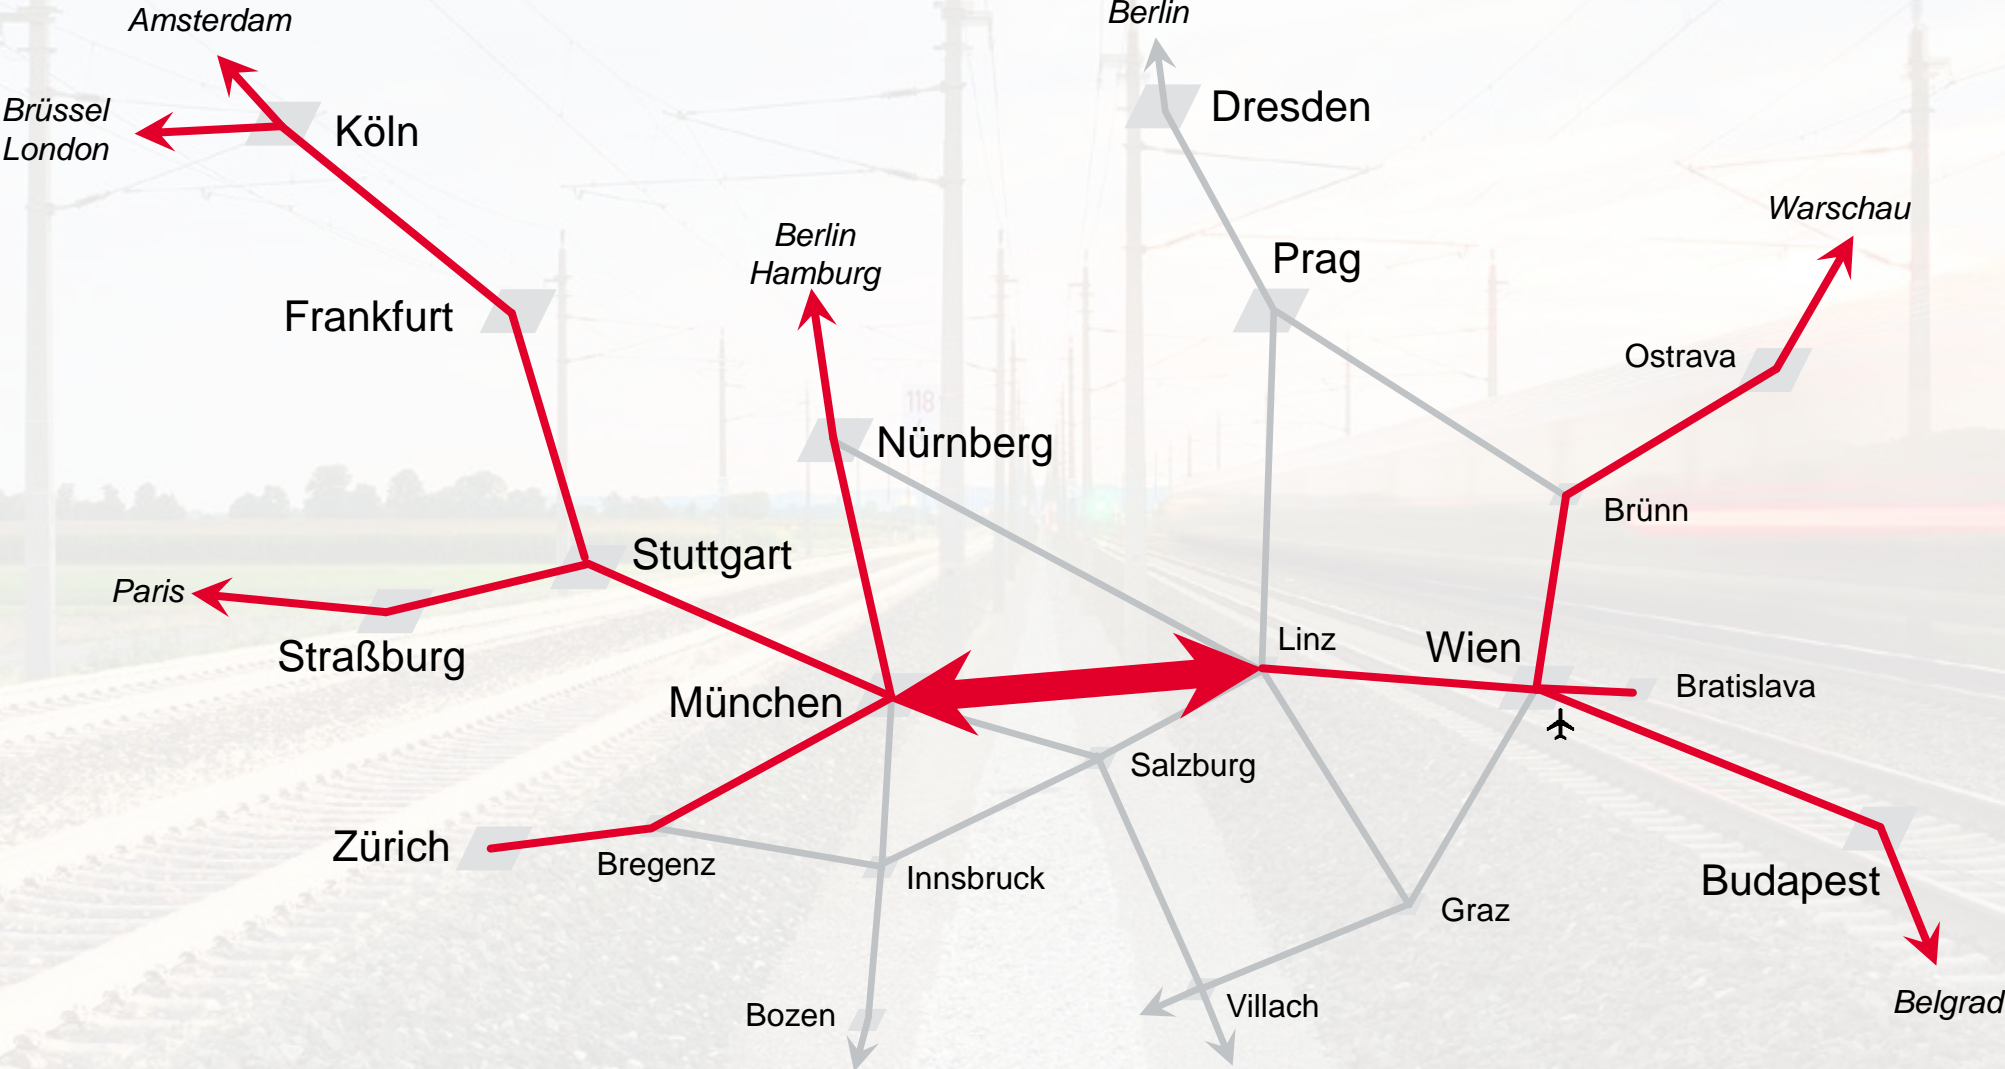 Amsterdam
Berlin
Brüssel
London
Köln
Dresden
Warschau
Berlin
Hamburg
Prag
Frankfurt
Ostrava
118
Nürnberg
Brünn
Stuttgart
Paris
Linz
Wien
Straßburg
Bratislava
München
Salzburg
Zürich
Bregenz
Innsbruck
Budapest
Graz
Bozen
Villach
Belgrad